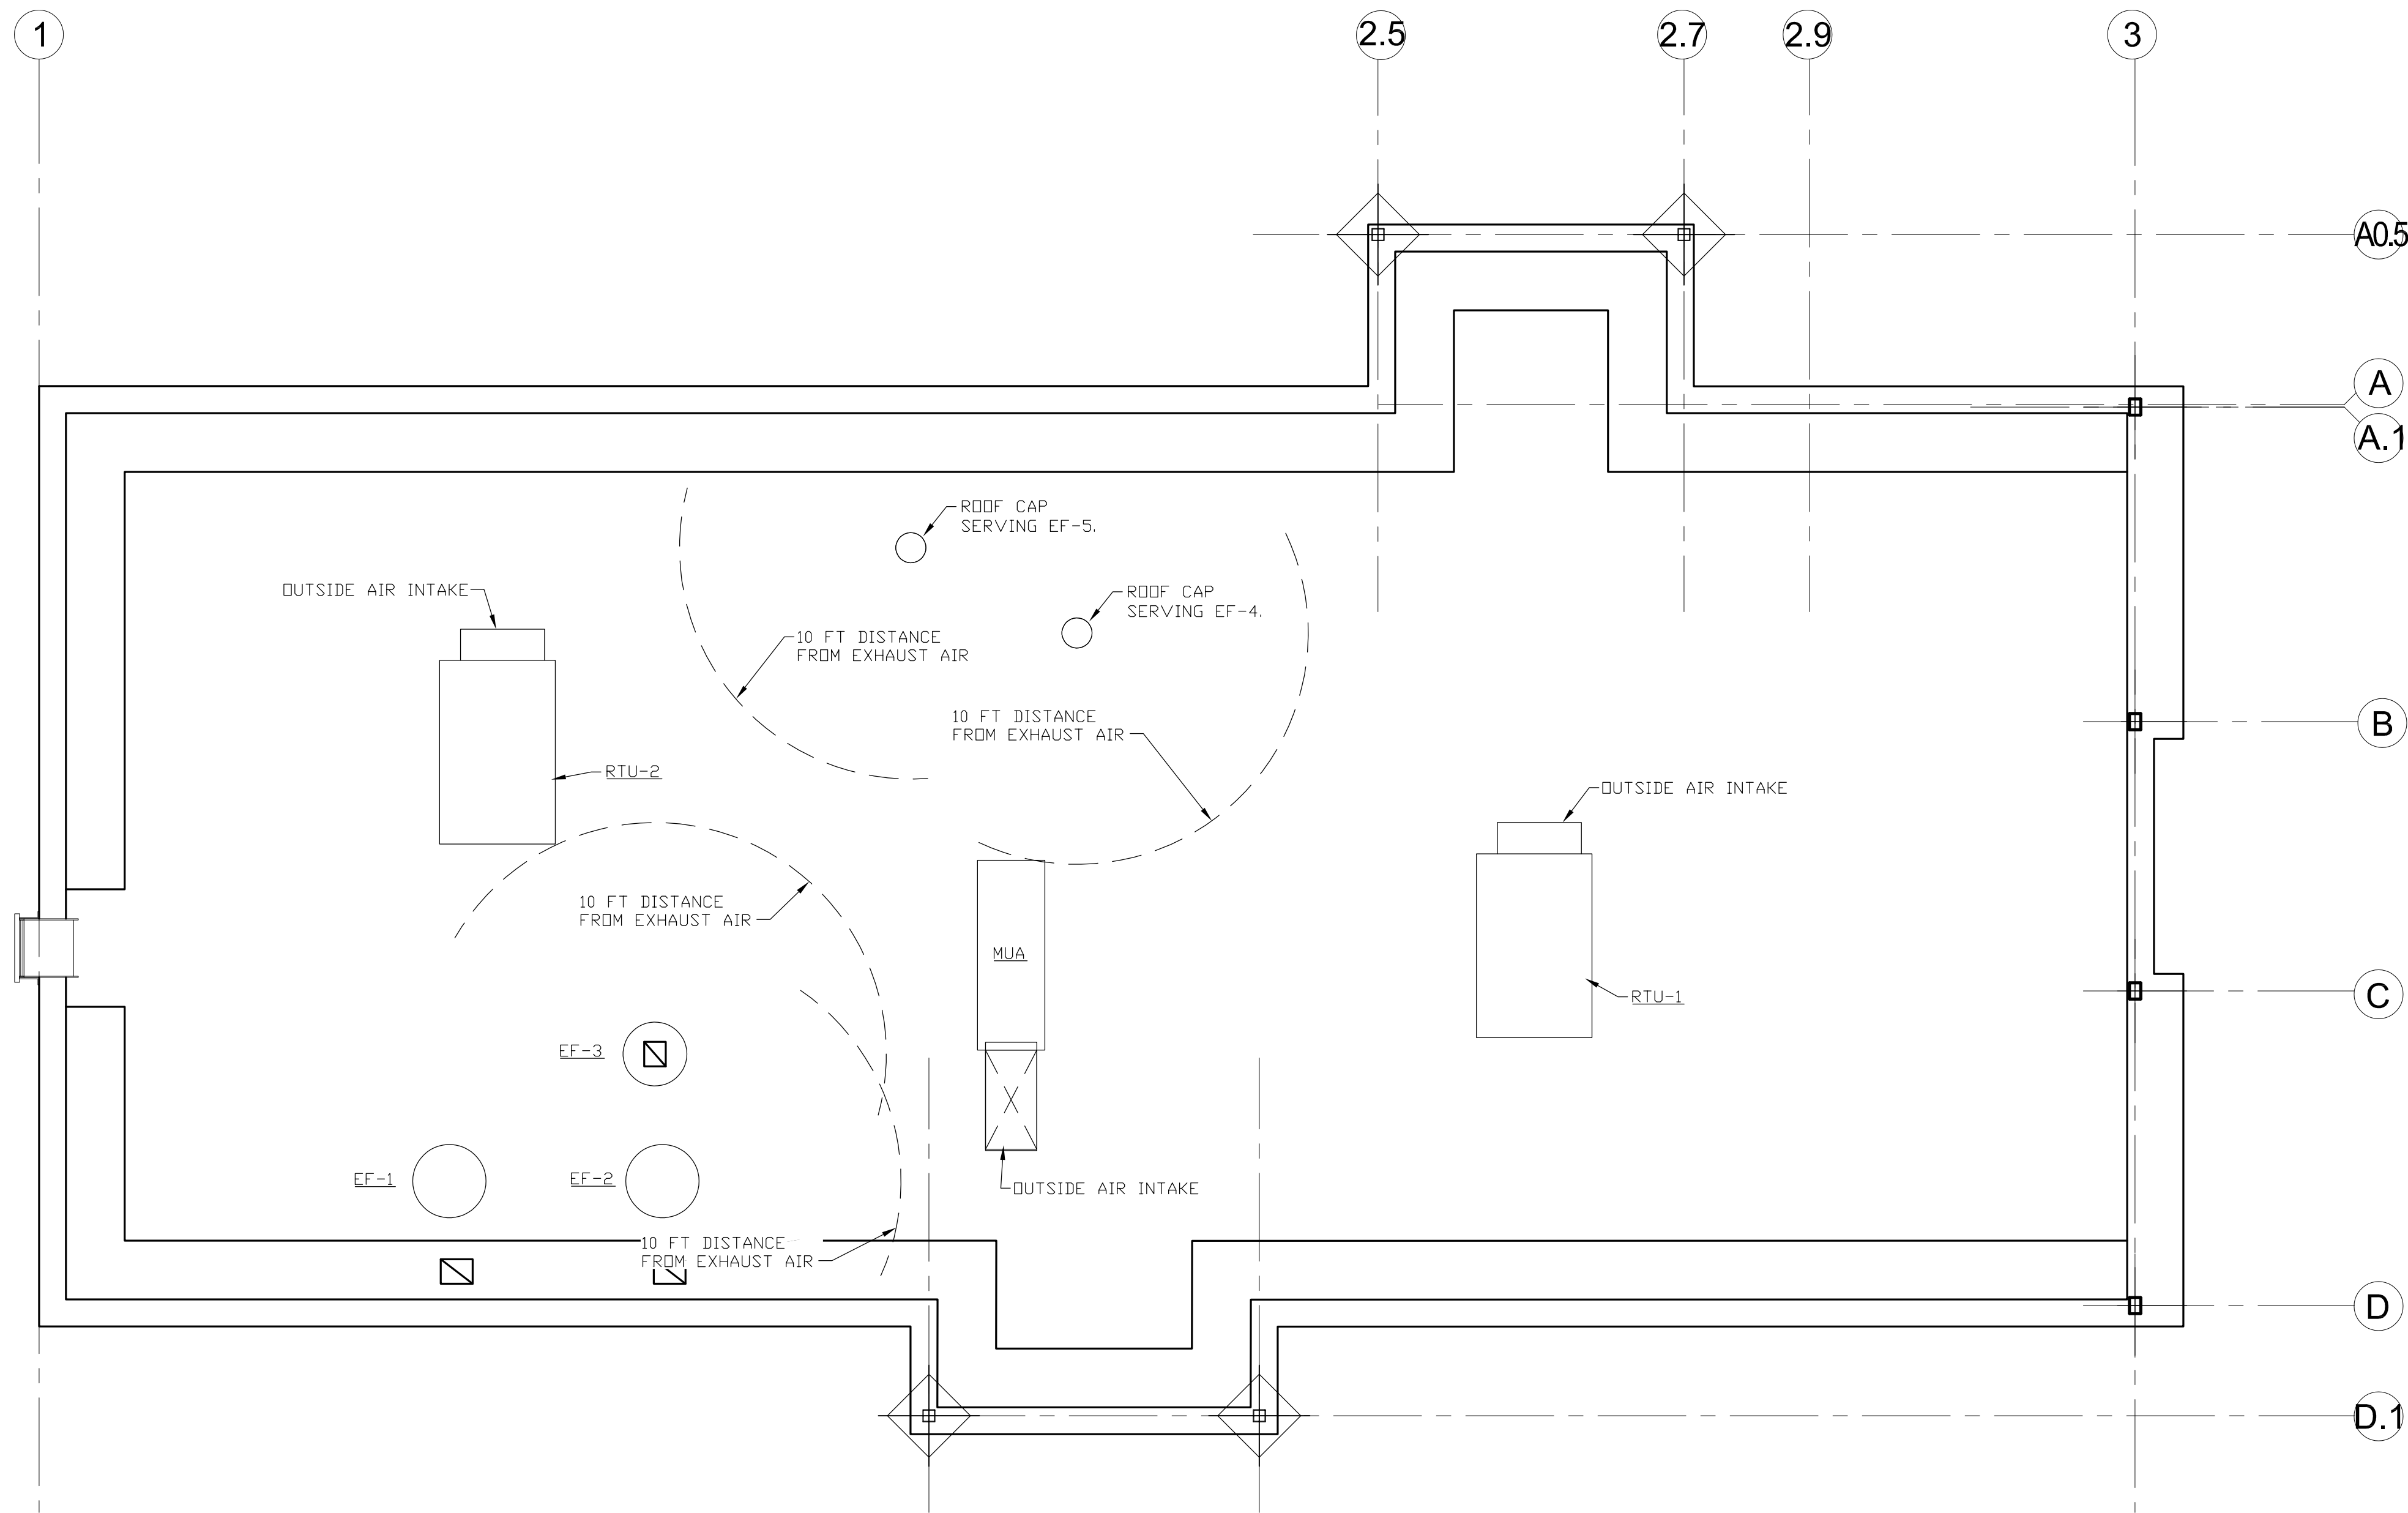 1
2.5
2.7
2.9
3
A0.5
A
A.1
ROOF CAP
SERVING EF-5.
OUTSIDE AIR INTAKE
ROOF CAP
SERVING EF-4.
10 FT DISTANCE
FROM EXHAUST AIR
10 FT DISTANCE
FROM EXHAUST AIR
B
RTU-2
OUTSIDE AIR INTAKE
10 FT DISTANCE
FROM EXHAUST AIR
MUA
RTU-1
C
EF-3
EF-1
EF-2
OUTSIDE AIR INTAKE
10 FT DISTANCE
FROM EXHAUST AIR
D
D.1